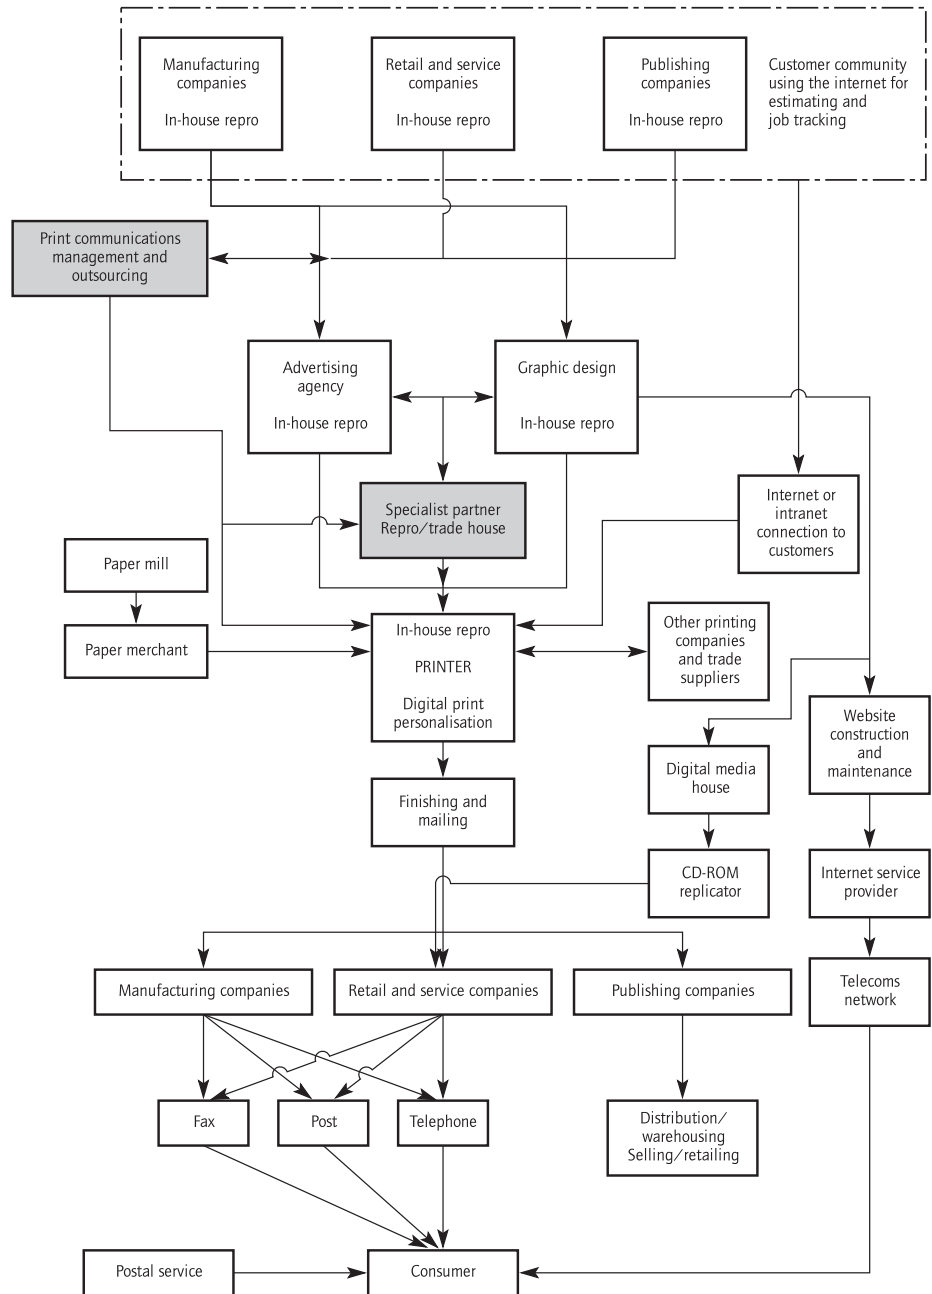 Manufacturing
companies
In-house repro
Retail and service
companies
In-house repro
Publishing
companies
In-house repro
Customer community
using the internet for
estimating and
job tracking
Print communications
management and
outsourcing
Advertising
agency
In-house repro
Graphic design
In-house repro
Specialist partner
Repro/trade house
Internet or
intranet
connection to
customers
Paper mill
Paper merchant
In-house repro
PRINTER
Digital print
personalisation
Other printing
companies
and trade
suppliers
Website
construction
and
maintenance
Digital media
house
Finishing and
mailing
CD-ROM
replicator
Internet service
provider
Telecoms
network
Manufacturing companies
Retail and service companies
Publishing companies
Fax
Post
Telephone
Distribution/
warehousing
Selling/retailing
Postal service
Consumer